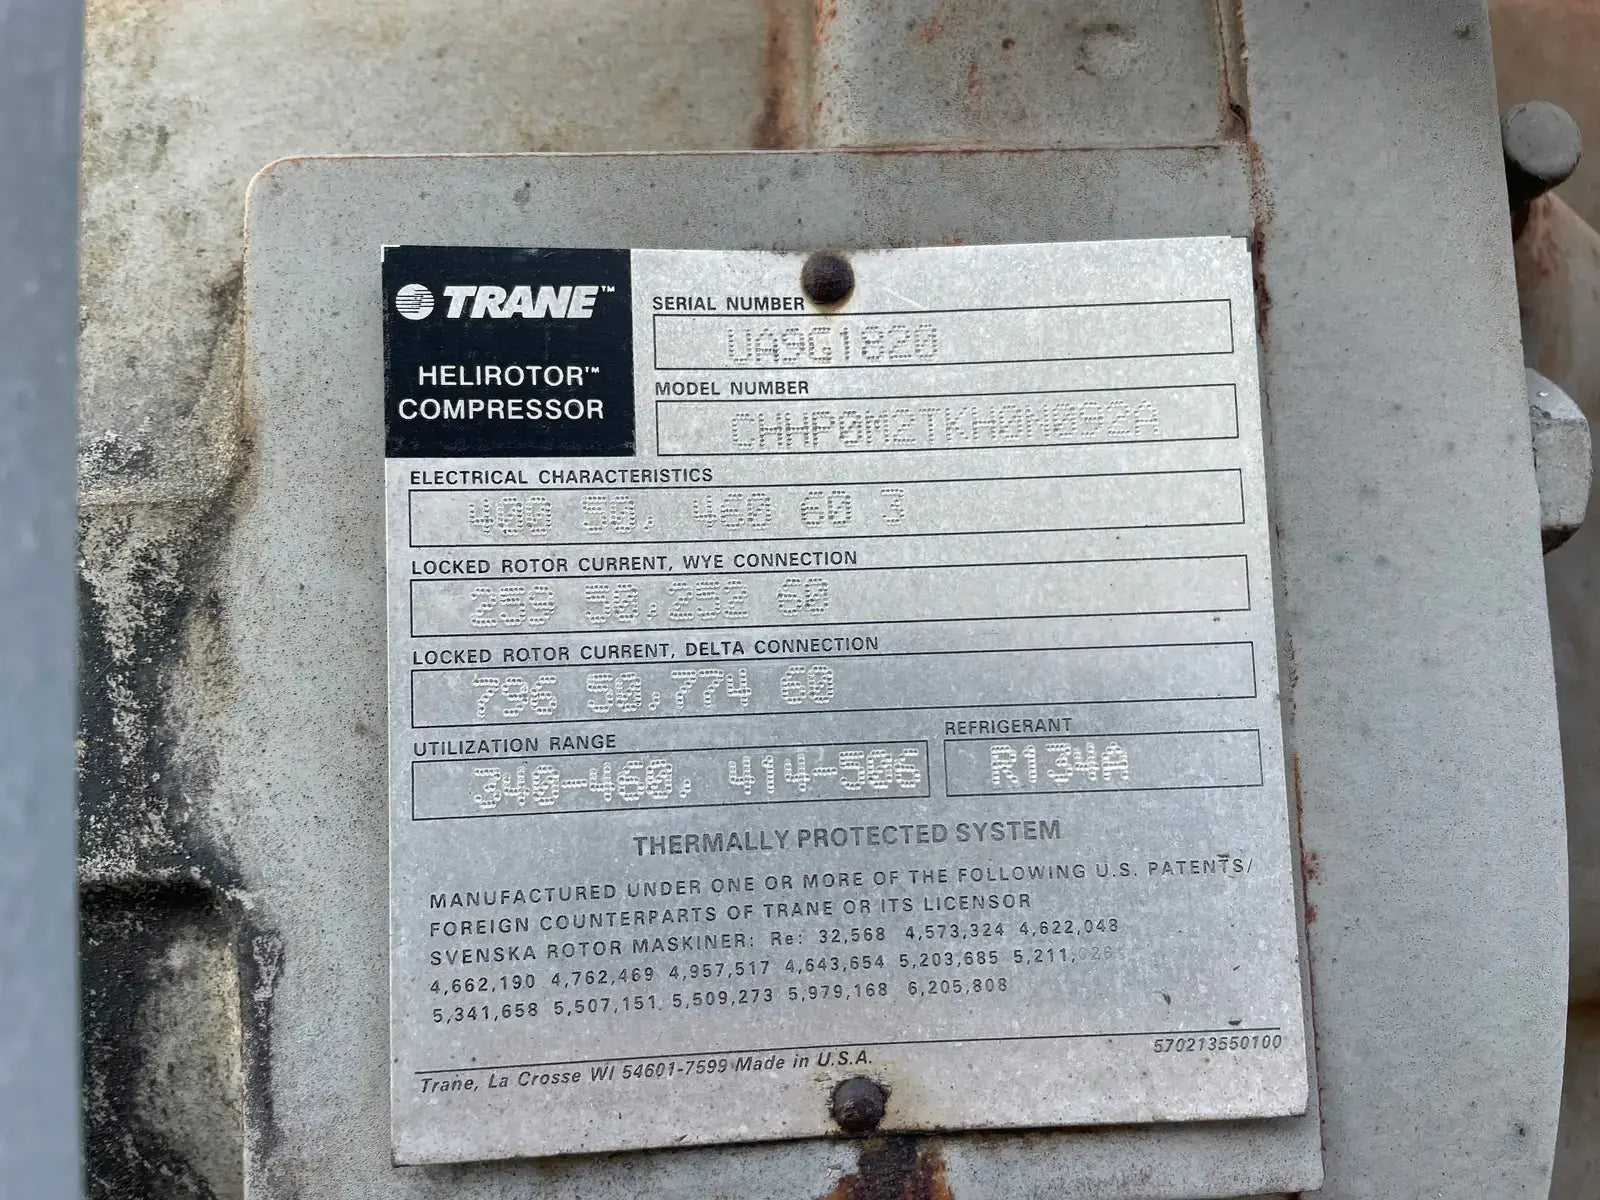 TRANE™
HELIROTOR™
COMPRESSOR
SERIAL NUMBER
UA9G1820
MODEL NUMBER
CHHP0M2TKH0N092A
ELECTRICAL CHARACTERISTICS
400 50, 460 60 3
LOCKED ROTOR CURRENT, WYE CONNECTION
259 50,252 60
LOCKED ROTOR CURRENT, DELTA CONNECTION
796 50,774 60
UTILIZATION RANGE
340-460, 414-506
REFRIGERANT
R134A
THERMALLY PROTECTED SYSTEM
MANUFACTURED UNDER ONE OR MORE OF THE FOLLOWING U.S. PATENTS/
FOREIGN COUNTERPARTS OF TRANE OR ITS LICENSOR
SVENSKA ROTOR MASKINER: Re: 32,568 4,573,324 4,622,048
4,662,190 4,762,469 4,957,517 4,643,654 5,203,685 5,211,026
5,341,658 5,507,151 5,509,273 5,979,168 6,205,808
570213550100
Trane, La Crosse WI 54601-7599 Made in U.S.A.